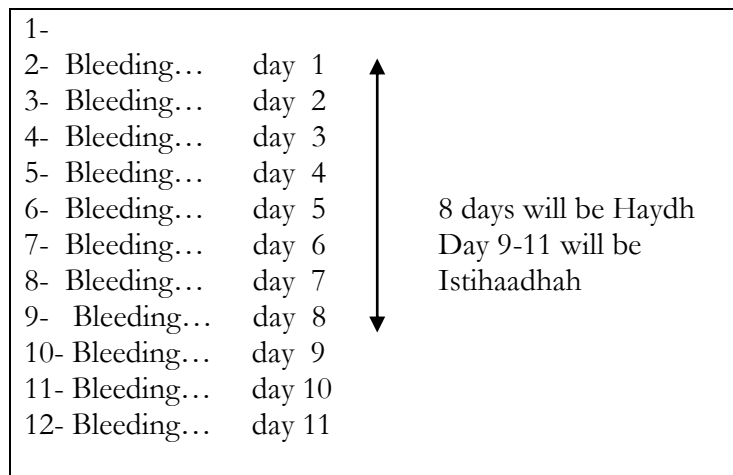 1-
2- Bleeding… day 1
3- Bleeding… day 2
4- Bleeding… day 3
5- Bleeding… day 4
6- Bleeding… day 5 8 days will be Haydh
7- Bleeding… day 6 Day 9-11 will be
8- Bleeding… day 7 Istihaadhah
9- Bleeding… day 8
10- Bleeding… day 9
11- Bleeding… day 10
12- Bleeding… day 11